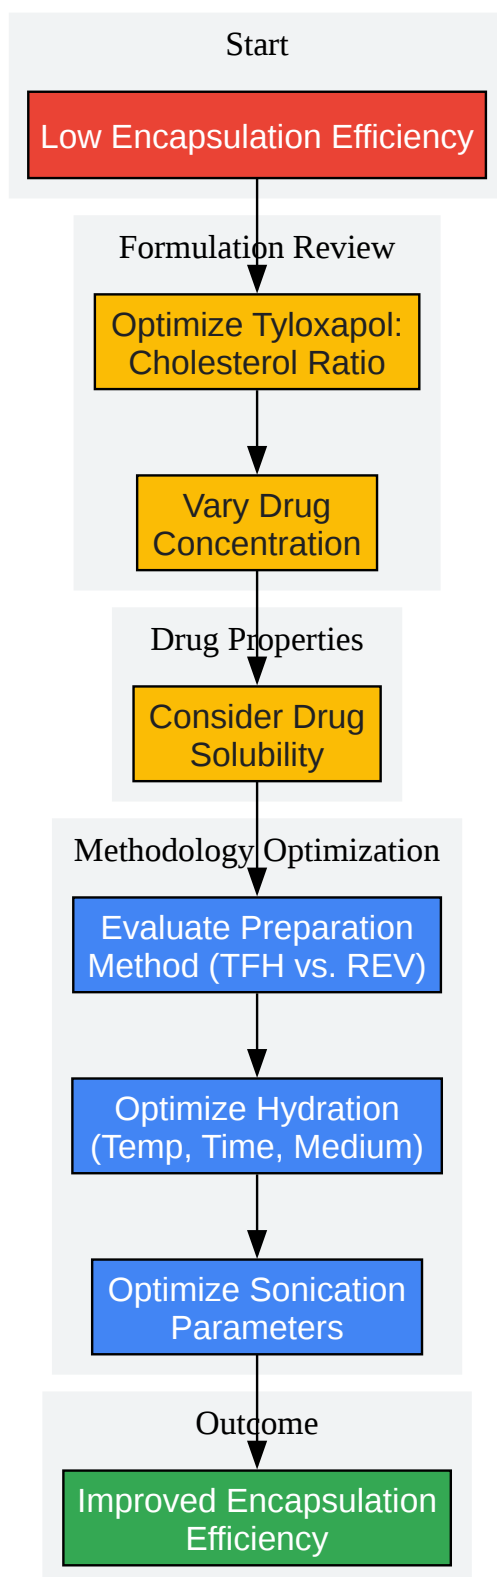 Start
Low Encapsulation Efficiency
Formulation Review
Optimize Tyloxapol:
Cholesterol Ratio
Vary Drug
Concentration
Drug Properties
Consider Drug
Solubility
Methodology Optimization
Evaluate Preparation
Method (TFH vs. REV)
Optimize Hydration
(Temp, Time, Medium)
Optimize Sonication
Parameters
Outcome
Improved Encapsulation
Efficiency